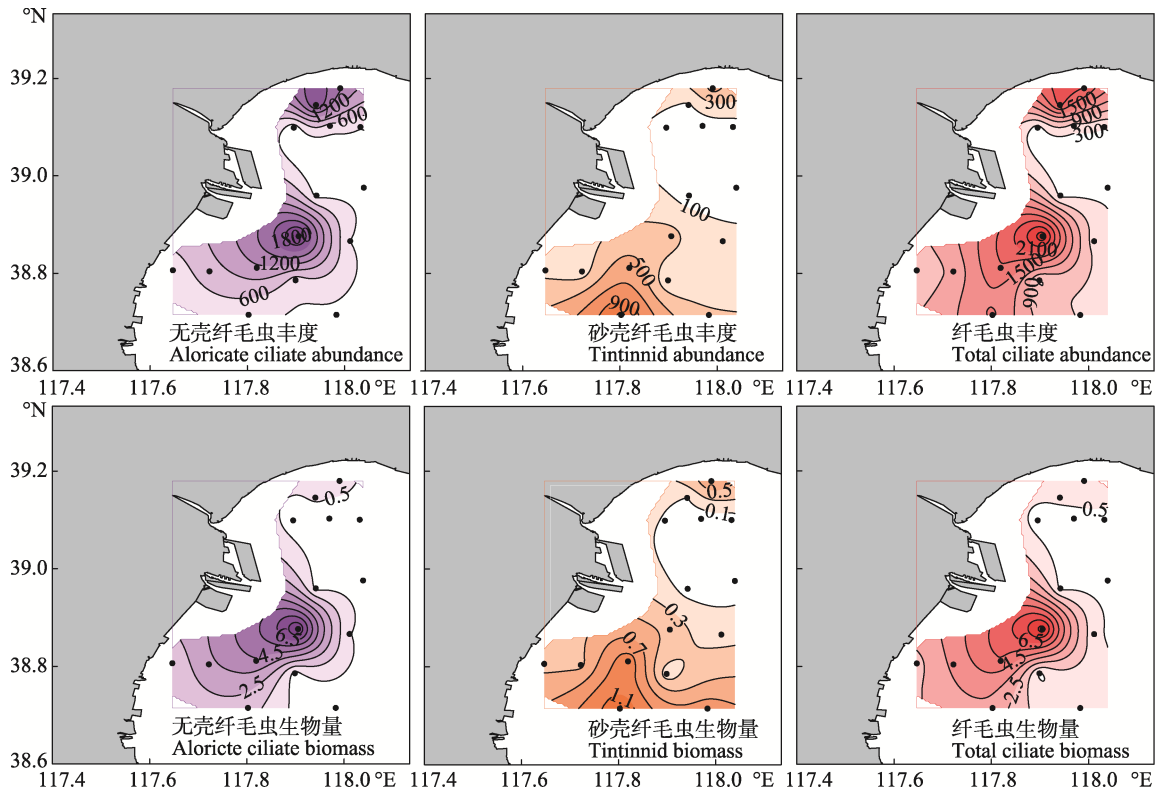 °N
39.2
39.0
38.8
38.6
1200
600
1800
1200
600
无壳纤毛虫丰度
Aloricate ciliate abundance
300
100
500
900
砂壳纤毛虫丰度
Tintinnid abundance
1500
900
300
2100
1500
900
纤毛虫丰度
Total ciliate abundance
117.4 117.6 117.8 118.0 °E
117.6 117.8 118.0 °E
117.6 117.8 118.0 °E
°N
39.2
39.0
38.8
38.6
0.5
6.5
4.5
2.5
无壳纤毛虫生物量
Aloricte ciliate biomass
0.5
0.1
0.3
0.7
1.1
砂壳纤毛虫生物量
Tintinnid biomass
0.5
6.5
4.5
2.5
纤毛虫生物量
Total ciliate biomass
117.4 117.6 117.8 118.0 °E
117.4 117.6 117.8 118.0 °E
117.4 117.6 117.8 118.0 °E